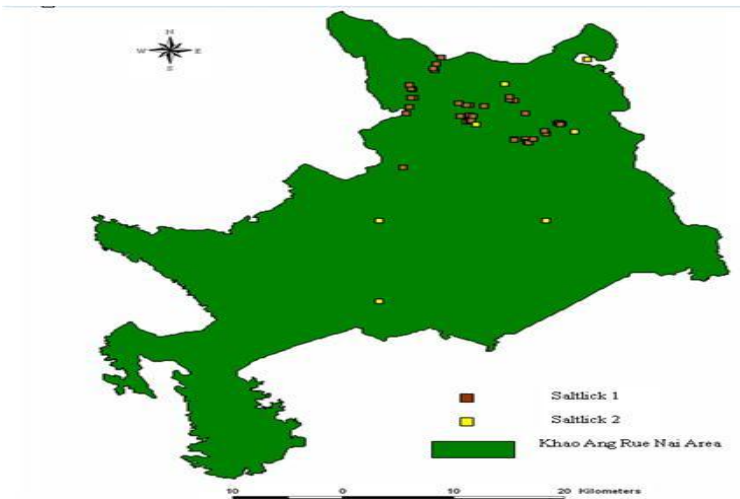 N
W E
S
Saltlick 1
Saltlick 2
Khao Ang Rue Nai Area
10 0 10 20 Kilometers